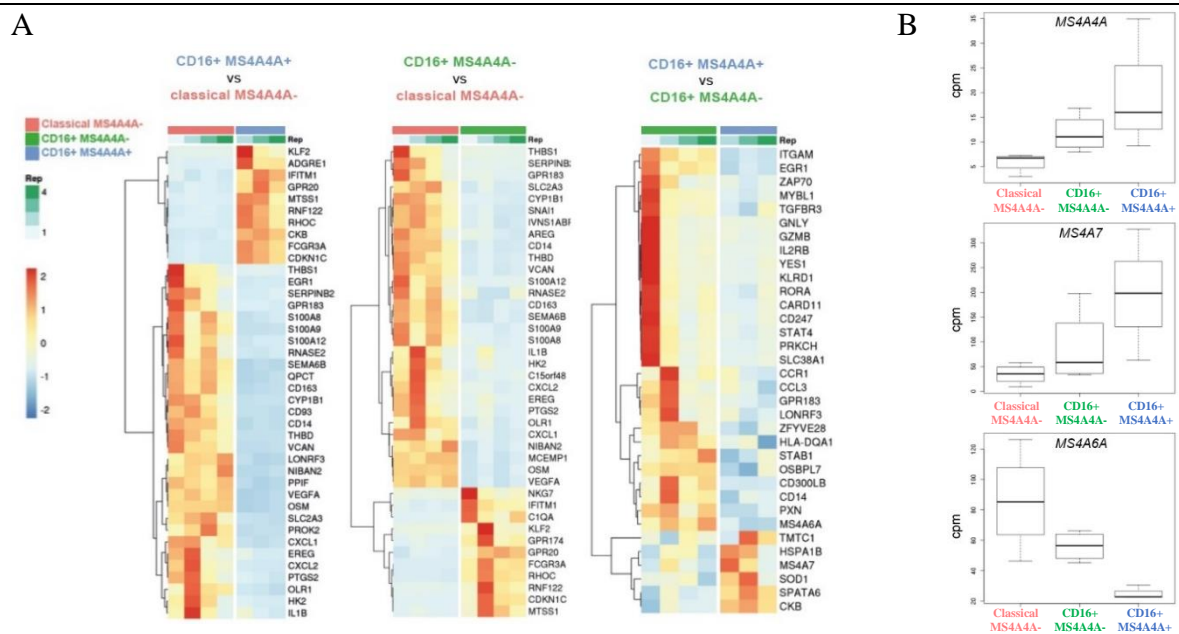 A
CD16+ MS4A4A+
vs
classical MS4A4A-
Classical MS4A4A-
CD16+ MS4A4A-
CD16+ MS4A4A+
Rep
4
1
2
1
0
-1
-2
Rep
KLF2
ADGRE1
IFITM1
GPR20
MTSS1
RNF122
RHOC
CKB
FCGR3A
CDKN1C
THBS1
EGR1
SERPINB2
GPR183
S100A8
S100A9
S100A12
RNASE2
SEMA6B
QPCT
CD163
CYP1B1
CD93
CD14
THBD
VCAN
LONRF3
NIBAN2
PPIF
VEGFA
OSM
SLC2A3
PROK2
CXCL1
EREG
CXCL2
PTGS2
OLR1
HK2
IL1B
CD16+ MS4A4A-
vs
classical MS4A4A-
Rep
THBS1
SERPINB:
GPR183
SLC2A3
CYP1B1
SNAI1
IVNS1ABF
AREG
CD14
THBD
VCAN
S100A12
RNASE2
CD163
SEMA6B
S100A9
S100A8
IL1B
HK2
C15orf48
CXCL2
EREG
PTGS2
OLR1
CXCL1
NIBAN2
MCEMP1
OSM
VEGFA
NKG7
IFITM1
C1QA
KLF2
GPR174
GPR20
FCGR3A
RHOC
RNF122
CDKN1C
MTSS1
CD16+ MS4A4A+
vs
CD16+ MS4A4A-
Rep
ITGAM
EGR1
ZAP70
MYBL1
TGFBR3
GNLY
GZMB
IL2RB
YES1
KLRD1
RORA
CARD11
CD247
STAT4
PRKCH
SLC38A1
CCR1
CCL3
GPR183
LONRF3
ZFYVE28
HLA-DQA1
STAB1
OSBPL7
CD300LB
CD14
PXN
MS4A6A
TMTC1
HSPA1B
MS4A7
SOD1
SPATA6
CKB
B
MS4A4A
cpm
35
30
25
20
15
10
5
Classical CD16+ CD16+
MS4A4A- MS4A4A- MS4A4A+
MS4A7
cpm
300
250
200
150
100
50
0
Classical CD16+ CD16+
MS4A4A- MS4A4A- MS4A4A+
MS4A6A
cpm
120
100
80
60
40
20
Classical CD16+ CD16+
MS4A4A- MS4A4A- MS4A4A+